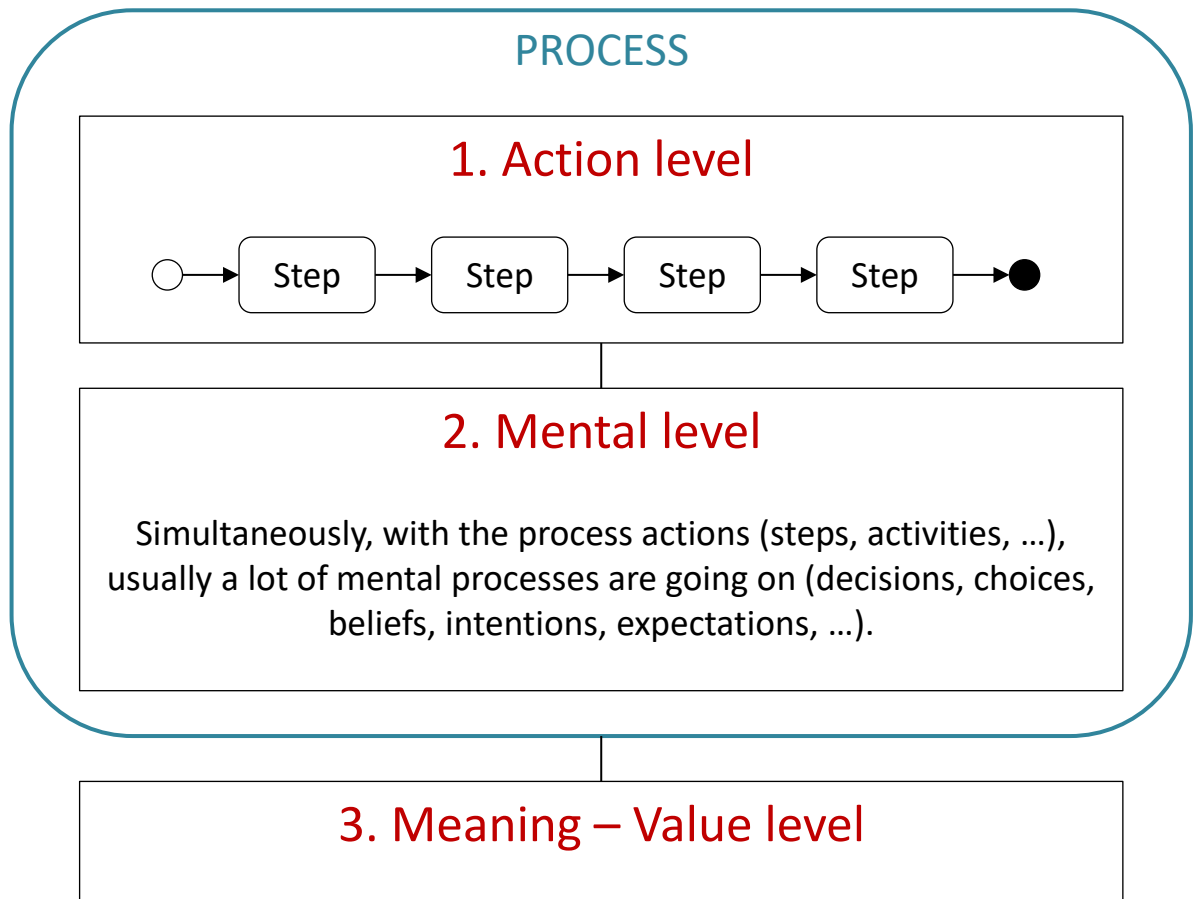 PROCESS
1. Action level
Step Step Step Step
2. Mental level
Simultaneously, with the process actions (steps, activities, …),
usually a lot of mental processes are going on (decisions, choices,
beliefs, intentions, expectations, …).
3. Meaning – Value level